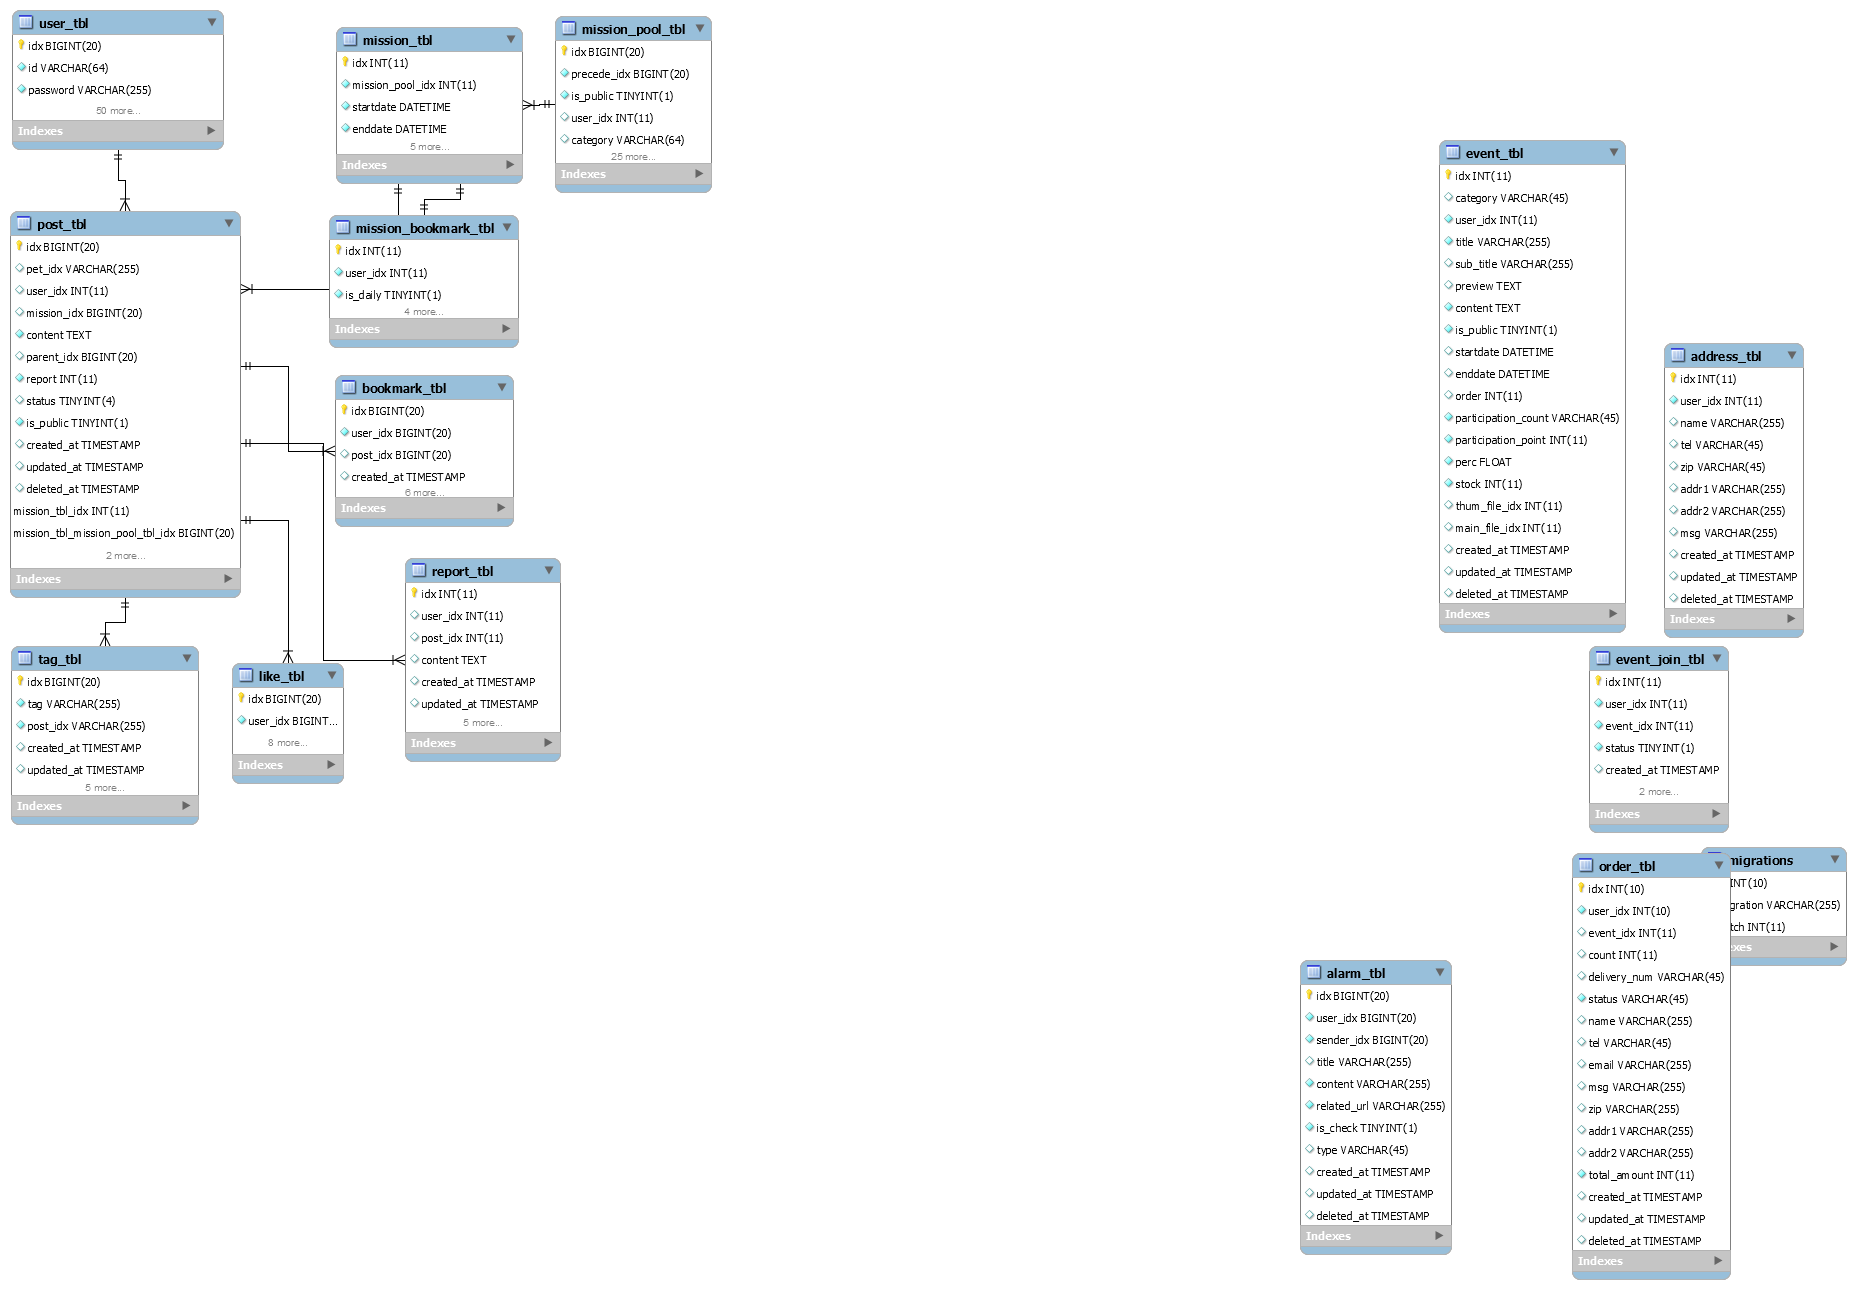 user_tbl
idx BIGINT(20)
id VARCHAR(64)
password VARCHAR(255)
50 more...
Indexes
mission_tbl
idx INT(11)
mission_pool_idx INT(11)
startdate DATETIME
enddate DATETIME
5 more...
Indexes
mission_pool_tbl
idx BIGINT(20)
precede_idx BIGINT(20)
is_public TINYINT(1)
user_idx INT(11)
category VARCHAR(64)
25 more...
Indexes
post_tbl
idx BIGINT(20)
pet_idx VARCHAR(255)
user_idx INT(11)
mission_idx BIGINT(20)
content TEXT
parent_idx BIGINT(20)
report INT(11)
status TINYINT(4)
is_public TINYINT(1)
created_at TIMESTAMP
updated_at TIMESTAMP
deleted_at TIMESTAMP
mission_tbl_idx INT(11)
mission_tbl_mission_pool_tbl_idx BIGINT(20)
2 more...
Indexes
mission_bookmark_tbl
idx INT(11)
user_idx INT(11)
is_daily TINYINT(1)
4 more...
Indexes
bookmark_tbl
idx BIGINT(20)
user_idx BIGINT(20)
post_idx BIGINT(20)
created_at TIMESTAMP
6 more...
Indexes
report_tbl
idx INT(11)
user_idx INT(11)
post_idx INT(11)
content TEXT
created_at TIMESTAMP
updated_at TIMESTAMP
5 more...
Indexes
tag_tbl
idx BIGINT(20)
tag VARCHAR(255)
post_idx VARCHAR(255)
created_at TIMESTAMP
updated_at TIMESTAMP
5 more...
Indexes
like_tbl
idx BIGINT(20)
user_idx BIGINT...
8 more...
Indexes
event_tbl
idx INT(11)
category VARCHAR(45)
user_idx INT(11)
title VARCHAR(255)
sub_title VARCHAR(255)
preview TEXT
content TEXT
is_public TINYINT(1)
startdate DATETIME
enddate DATETIME
order INT(11)
participation_count VARCHAR(45)
participation_point INT(11)
perc FLOAT
stock INT(11)
thum_file_idx INT(11)
main_file_idx INT(11)
created_at TIMESTAMP
updated_at TIMESTAMP
deleted_at TIMESTAMP
Indexes
address_tbl
idx INT(11)
user_idx INT(11)
name VARCHAR(255)
tel VARCHAR(45)
zip VARCHAR(45)
addr1 VARCHAR(255)
addr2 VARCHAR(255)
msg VARCHAR(255)
created_at TIMESTAMP
updated_at TIMESTAMP
deleted_at TIMESTAMP
Indexes
event_join_tbl
idx INT(11)
user_idx INT(11)
event_idx INT(11)
status TINYINT(1)
created_at TIMESTAMP
2 more...
Indexes
order_tbl
idx INT(10)
user_idx INT(10)
event_idx INT(11)
count INT(11)
delivery_num VARCHAR(45)
status VARCHAR(45)
name VARCHAR(255)
tel VARCHAR(45)
email VARCHAR(255)
msg VARCHAR(255)
zip VARCHAR(255)
addr1 VARCHAR(255)
addr2 VARCHAR(255)
total_amount INT(11)
created_at TIMESTAMP
updated_at TIMESTAMP
deleted_at TIMESTAMP
Indexes
migrations
INT(10)
gration VARCHAR(255)
tch INT(11)
exes
alarm_tbl
idx BIGINT(20)
user_idx BIGINT(20)
sender_idx BIGINT(20)
title VARCHAR(255)
content VARCHAR(255)
related_url VARCHAR(255)
is_check TINYINT(1)
type VARCHAR(45)
created_at TIMESTAMP
updated_at TIMESTAMP
deleted_at TIMESTAMP
Indexes